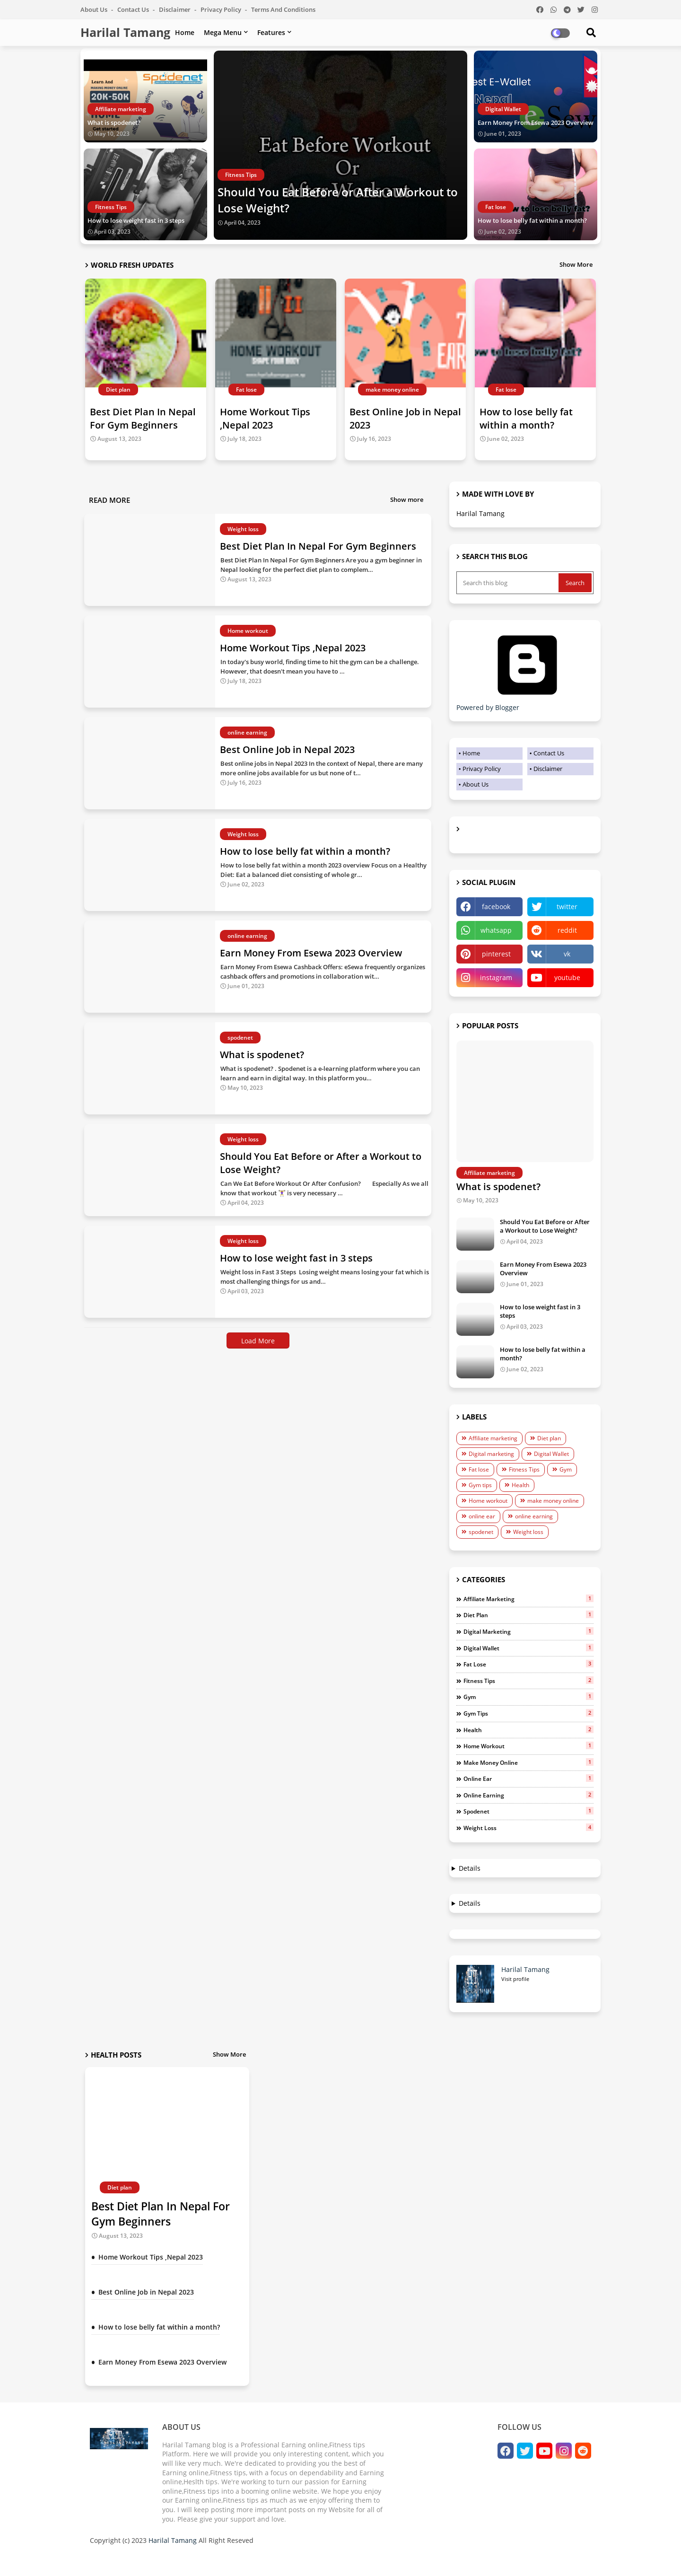 About Us - Contact Us - Disclaimer - Privacy Policy - Terms And Conditions
Harilal Tamang
Home
Mega Menu
Features
Learn And
20K-50K
Spodenet
Affiliate marketing
What is spodenet?
May 10, 2023
Fitness Tips
How to lose weight fast in 3 steps
April 03, 2023
Eat Before Workout
Or
After Workout
Fitness Tips
Should You Eat Before or After a Workout to
Lose Weight?
April 04, 2023
est E-Wallet
Nepal
Digital Wallet
Earn Money From Esewa 2023 Overview
June 01, 2023
Fat lose
How to lose belly fat within a month?
June 02, 2023
WORLD FRESH UPDATES
Show More
Diet plan
Best Diet Plan In Nepal
For Gym Beginners
August 13, 2023
HOME WORKOUT
SHAPE YOUR BODY
Fat lose
Home Workout Tips
,Nepal 2023
July 18, 2023
7
EAR
make money online
Best Online Job in Nepal
2023
July 16, 2023
ow to lose belly fat?
Fat lose
How to lose belly fat
within a month?
June 02, 2023
READ MORE
Show more
Weight loss
Best Diet Plan In Nepal For Gym Beginners
Best Diet Plan In Nepal For Gym Beginners Are you a gym beginner in
Nepal looking for the perfect diet plan to complem...
August 13, 2023
Home workout
Home Workout Tips ,Nepal 2023
In today's busy world, finding time to hit the gym can be a challenge.
However, that doesn't mean you have to ...
July 18, 2023
online earning
Best Online Job in Nepal 2023
Best online jobs in Nepal 2023 In the context of Nepal, there are many
more online jobs available for us but none of t...
July 16, 2023
Weight loss
How to lose belly fat within a month?
How to lose belly fat within a month 2023 overview Focus on a Healthy
Diet: Eat a balanced diet consisting of whole gr...
June 02, 2023
online earning
Earn Money From Esewa 2023 Overview
Earn Money From Esewa Cashback Offers: eSewa frequently organizes
cashback offers and promotions in collaboration wit...
June 01, 2023
spodenet
What is spodenet?
What is spodenet? . Spodenet is a e-learning platform where you can
learn and earn in digital way. In this platform you...
May 10, 2023
Weight loss
Should You Eat Before or After a Workout to
Lose Weight?
Can We Eat Before Workout Or After Confusion? Especially As we all
know that workout 🏋 Is very necessary ...
April 04, 2023
Weight loss
How to lose weight fast in 3 steps
Weight loss in Fast 3 Steps Losing weight means losing your fat which is
most challenging things for us and...
April 03, 2023
Load More
MADE WITH LOVE BY
Harilal Tamang
SEARCH THIS BLOG
Search this blog
Search
Powered by Blogger
• Home
• Contact Us
• Privacy Policy
• Disclaimer
• About Us
SOCIAL PLUGIN
facebook
twitter
whatsapp
reddit
pinterest
vk
instagram
youtube
POPULAR POSTS
Affiliate marketing
What is spodenet?
May 10, 2023
Should You Eat Before or After
a Workout to Lose Weight?
April 04, 2023
Earn Money From Esewa 2023
Overview
June 01, 2023
How to lose weight fast in 3
steps
April 03, 2023
How to lose belly fat within a
month?
June 02, 2023
LABELS
Affiliate marketing
Diet plan
Digital marketing
Digital Wallet
Fat lose
Fitness Tips
Gym
Gym tips
Health
Home workout
make money online
online ear
online earning
spodenet
Weight loss
CATEGORIES
Affiliate Marketing 1
Diet Plan 1
Digital Marketing 1
Digital Wallet 1
Fat Lose 3
Fitness Tips 2
Gym 1
Gym Tips 2
Health 2
Home Workout 1
Make Money Online 1
Online Ear 1
Online Earning 2
Spodenet 1
Weight Loss 4
Details
Details
Harilal Tamang
Visit profile
HEALTH POSTS
Show More
Diet plan
Best Diet Plan In Nepal For
Gym Beginners
August 13, 2023
Home Workout Tips ,Nepal 2023
Best Online Job in Nepal 2023
How to lose belly fat within a month?
Earn Money From Esewa 2023 Overview
ABOUT US
Harilal Tamang blog is a Professional Earning online,Fitness tips
Platform. Here we will provide you only interesting content, which you
will like very much. We're dedicated to providing you the best of
Earning online,Fitness tips, with a focus on dependability and Earning
online,Heslth tips. We're working to turn our passion for Earning
online,Fitness tips into a booming online website. We hope you enjoy
our Earning online,Fitness tips as much as we enjoy offering them to
you. I will keep posting more important posts on my Website for all of
you. Please give your support and love.
FOLLOW US
Copyright (c) 2023 Harilal Tamang All Right Reseved